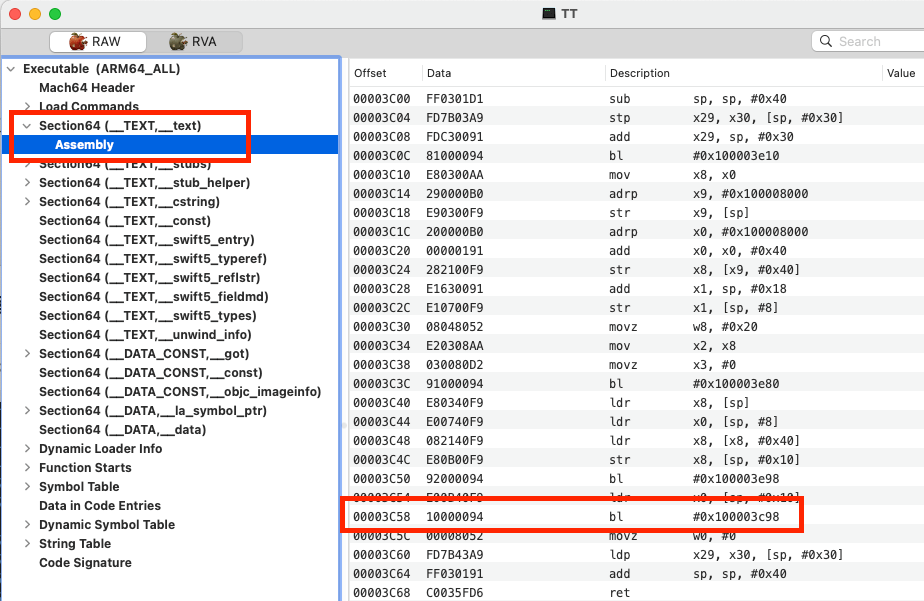 TT
RAW RVA Search
Executable (ARM64_ALL)
Mach64 Header
Load Commands
Section64 (__TEXT,__text)
Assembly
Section64 (__TEXT,__stubs)
Section64 (__TEXT,__stub_helper)
Section64 (__TEXT,__cstring)
Section64 (__TEXT,__const)
Section64 (__TEXT,__swift5_entry)
Section64 (__TEXT,__swift5_typeref)
Section64 (__TEXT,__swift5_reflstr)
Section64 (__TEXT,__swift5_fieldmd)
Section64 (__TEXT,__swift5_types)
Section64 (__TEXT,__unwind_info)
Section64 (__DATA_CONST,__got)
Section64 (__DATA_CONST,__const)
Section64 (__DATA_CONST,__objc_imageinfo)
Section64 (__DATA,__la_symbol_ptr)
Section64 (__DATA,__data)
Dynamic Loader Info
Function Starts
Symbol Table
Data in Code Entries
Dynamic Symbol Table
String Table
Code Signature
Offset Data Description Value
00003C00 FF0301D1 sub sp, sp, #0x40
00003C04 FD7B03A9 stp x29, x30, [sp, #0x30]
00003C08 FDC30091 add x29, sp, #0x30
00003C0C 81000094 bl #0x100003e10
00003C10 E80300AA mov x8, x0
00003C14 290000B0 adrp x9, #0x100008000
00003C18 E90300F9 str x9, [sp]
00003C1C 200000B0 adrp x0, #0x100008000
00003C20 00000191 add x0, x0, #0x40
00003C24 282100F9 str x8, [x9, #0x40]
00003C28 E1630091 add x1, sp, #0x18
00003C2C E10700F9 str x1, [sp, #8]
00003C30 08048052 movz w8, #0x20
00003C34 E20308AA mov x2, x8
00003C38 030080D2 movz x3, #0
00003C3C 91000094 bl #0x100003e80
00003C40 E80340F9 ldr x8, [sp]
00003C44 E00740F9 ldr x0, [sp, #8]
00003C48 082140F9 ldr x8, [x8, #0x40]
00003C4C E80B00F9 str x8, [sp, #0x10]
00003C50 92000094 bl #0x100003e98
00003C54 E00B40F9 ldr x0, [sp, #0x10]
00003C58 10000094 bl #0x100003c98
00003C5C 00008052 movz w0, #0
00003C60 FD7B43A9 ldp x29, x30, [sp, #0x30]
00003C64 FF030191 add sp, sp, #0x40
00003C68 C0035FD6 ret